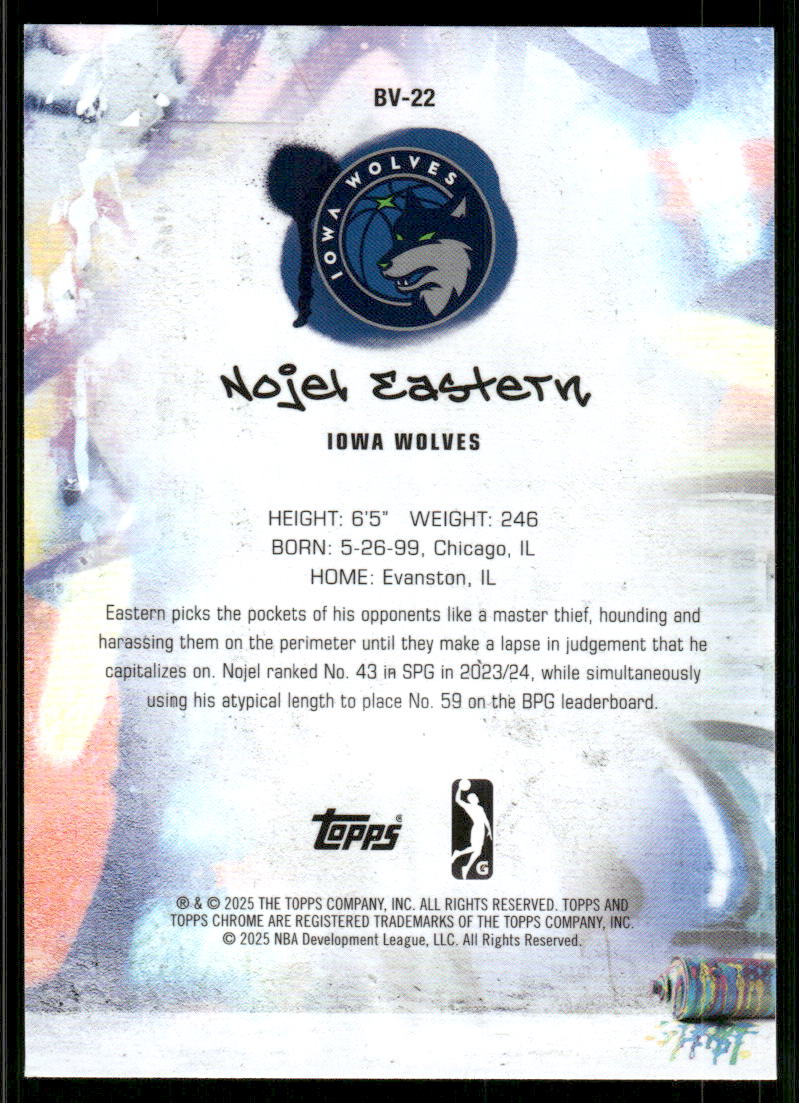 BV-22
IOWA WOLVES
Nojel Eastern
IOWA WOLVES
HEIGHT: 6'5" WEIGHT: 246
BORN: 5-26-99, Chicago, IL
HOME: Evanston, IL
Eastern picks the pockets of his opponents like a master thief, hounding and
harassing them on the perimeter until they make a lapse in judgement that he
capitalizes on. Nojel ranked No. 43 in SPG in 2023/24, while simultaneously
using his atypical length to place No. 59 on the BPG leaderboard.
topps®
G
® & © 2025 THE TOPPS COMPANY, INC. ALL RIGHTS RESERVED. TOPPS AND
TOPPS CHROME ARE REGISTERED TRADEMARKS OF THE TOPPS COMPANY, INC.
© 2025 NBA Development League, LLC. All Rights Reserved.